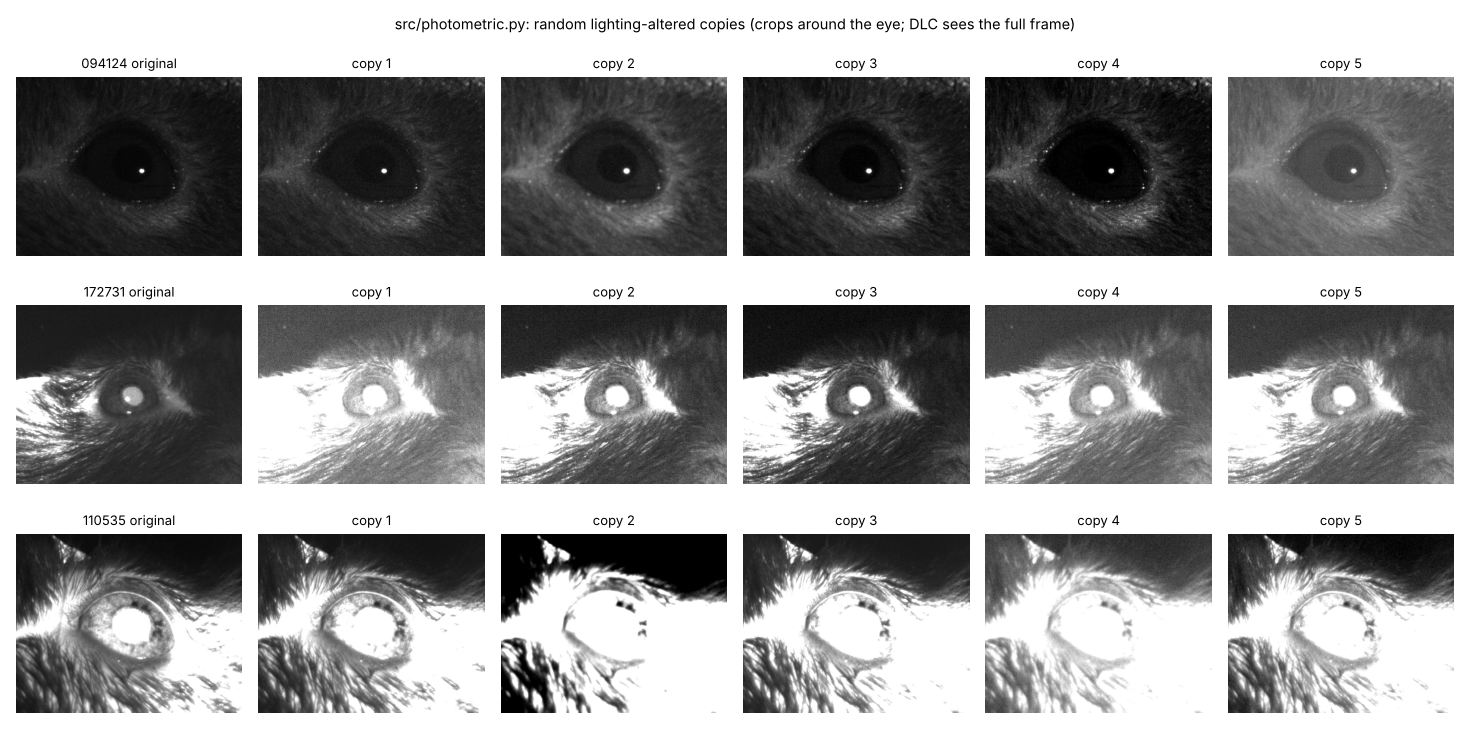 src/photometric.py: random lighting-altered copies (crops around the eye; DLC sees the full frame)
094124 original
copy 1
copy 2
copy 3
copy 4
copy 5
172731 original
copy 1
copy 2
copy 3
copy 4
copy 5
110535 original
copy 1
copy 2
copy 3
copy 4
copy 5